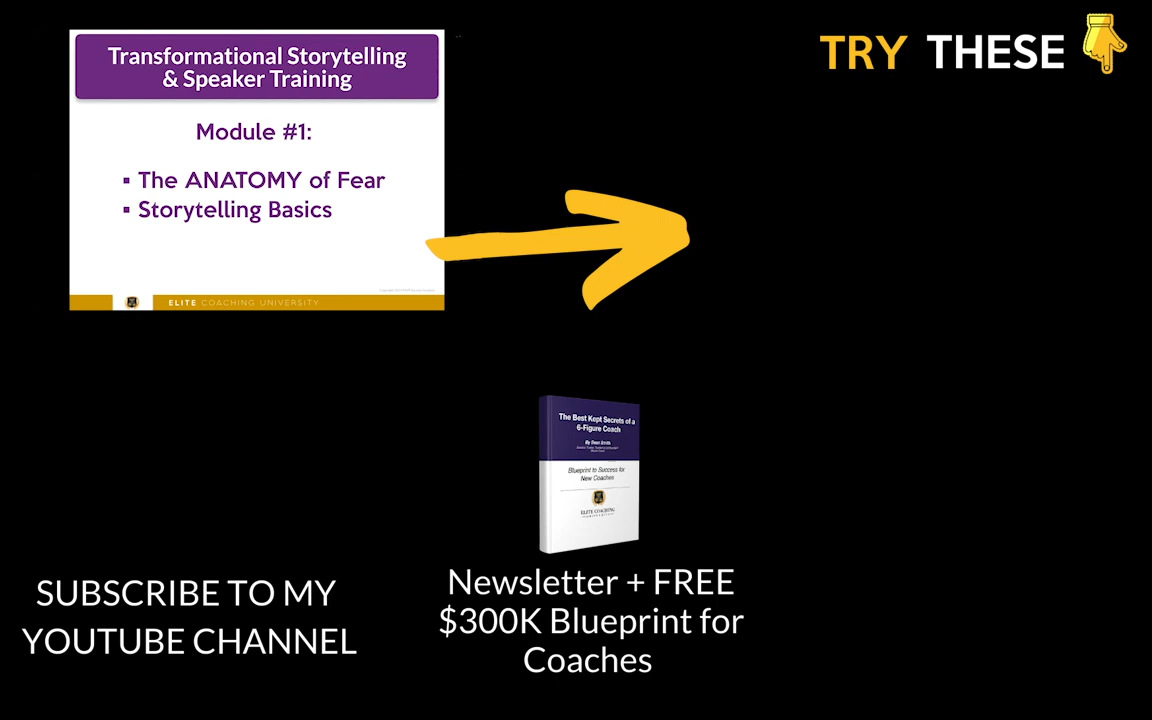 Transformational Storytelling
& Speaker Training
Module #1:
▪ The ANATOMY of Fear
▪ Storytelling Basics
ELITE COACHING UNIVERSITY
TRY THESE
The Best Kept Secrets of a
6-Figure Coach
Blueprint to Success for
New Coaches
ELITE COACHING
SUBSCRIBE TO MY
YOUTUBE CHANNEL
Newsletter + FREE
$300K Blueprint for
Coaches